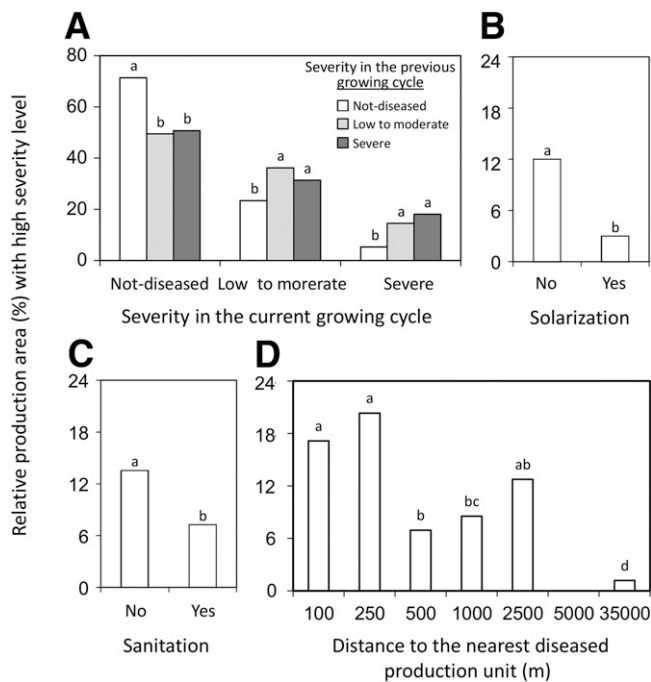 Relative production area (%) with high severity level
A
80
60
40
20
0
a
b
b
b
a
a
b
a
a
Severity in the previous
growing cycle
Not-diseased
Low to moderate
Severe
Not-diseased Low to morerate Severe
Severity in the current growing cycle
B
24
18
12
6
0
a
b
No Yes
Solarization
C
24
18
12
6
0
a
b
No Yes
Sanitation
D
24
18
12
6
0
a
a
b
bc
ab
d
100 250 500 1000 2500 5000 35000
Distance to the nearest diseased
production unit (m)